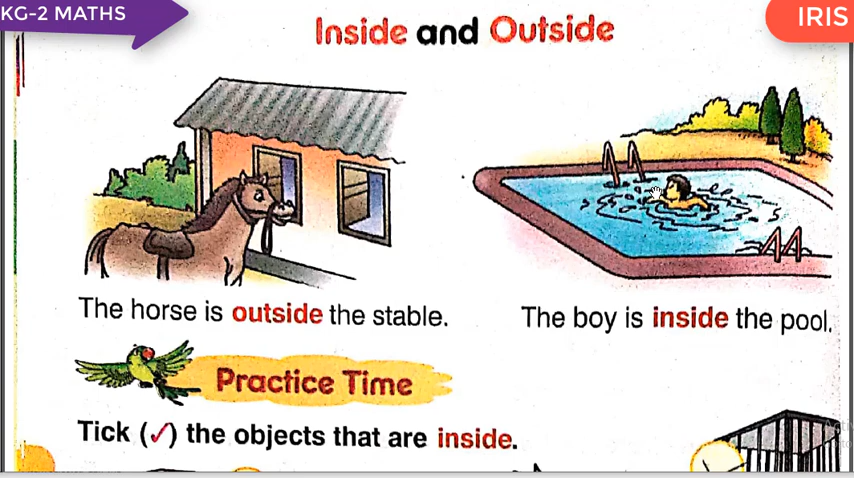 KG-2 MATHS
IRIS
Inside and Outside
The horse is outside the stable.
The boy is inside the pool.
Practice Time
Tick (✓) the objects that are inside.